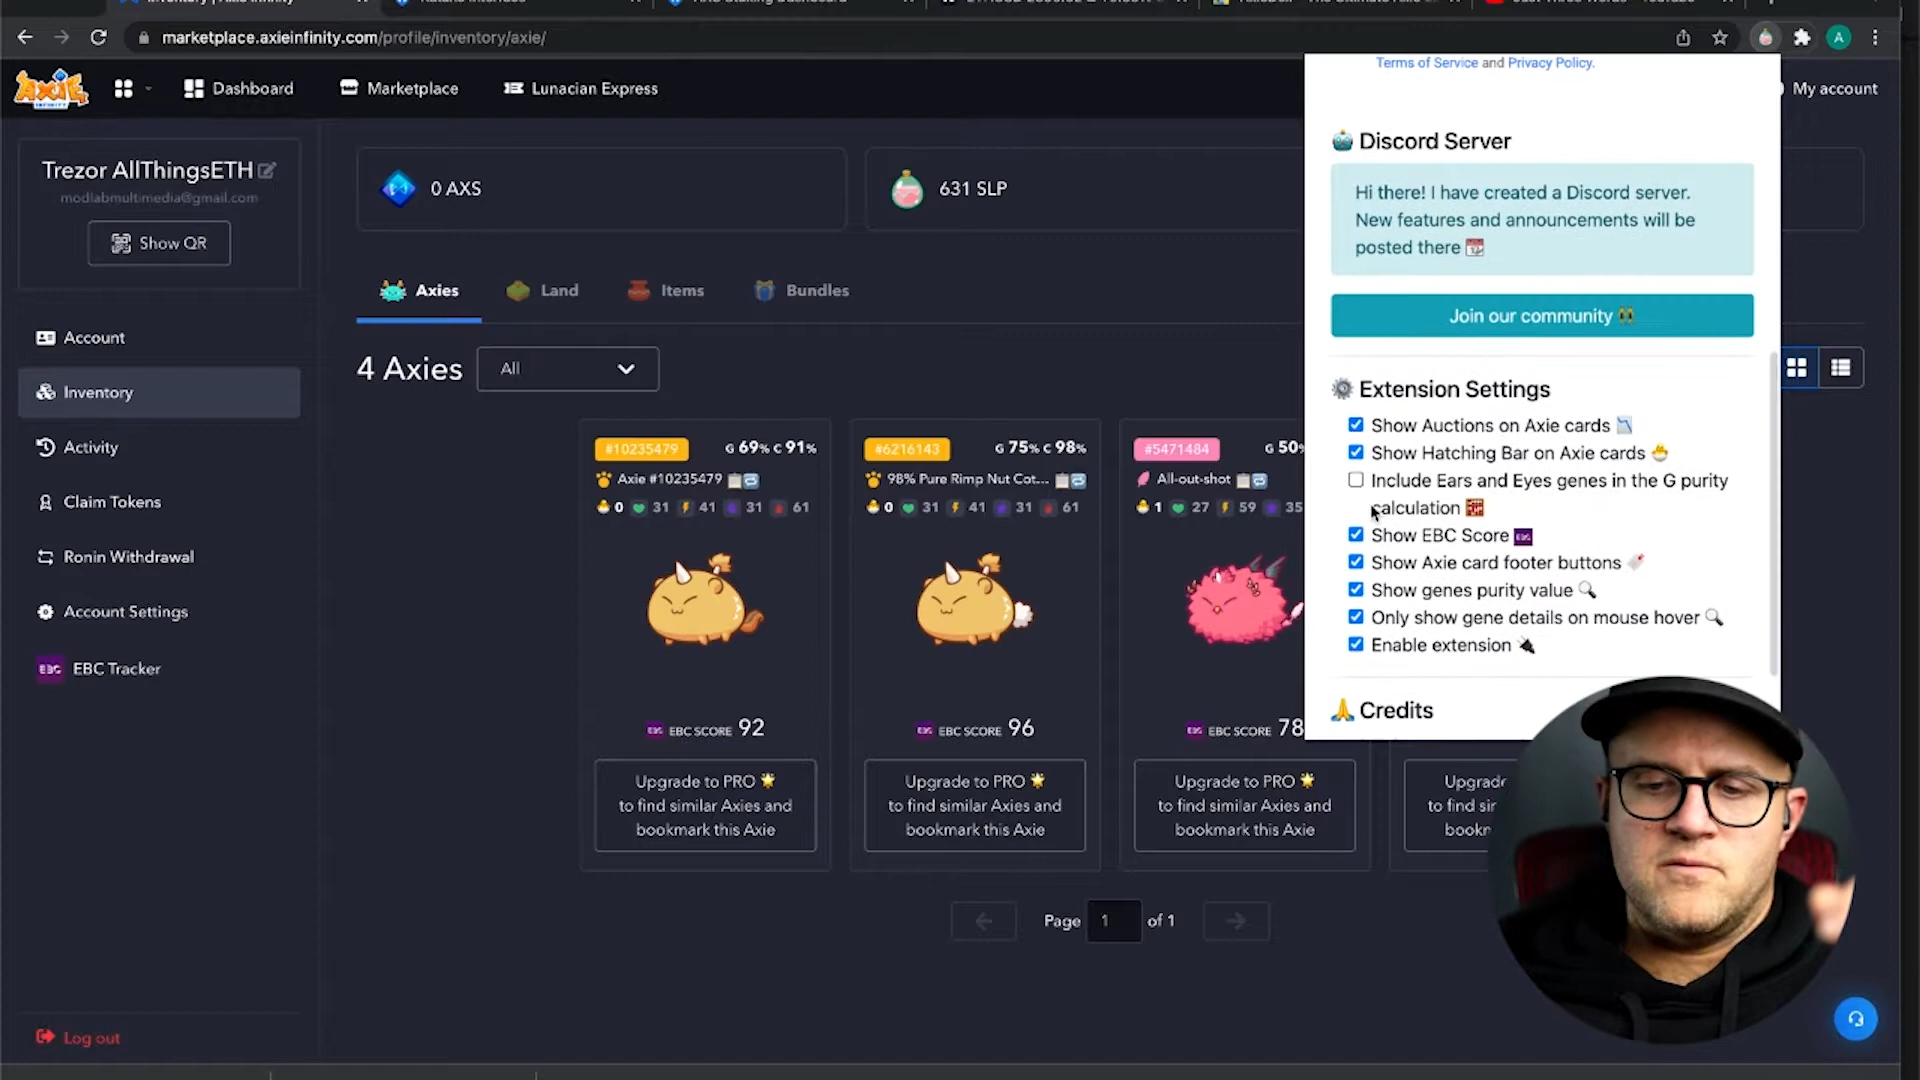 marketplace.axieinfinity.com/profile/inventory/axie/
A
AXIE
INFINITY
Dashboard
Marketplace
Lunacian Express
My account
Trezor AllThingsETH
modlabmultimedia@gmail.com
Show QR
Account
Inventory
Activity
Claim Tokens
Ronin Withdrawal
Account Settings
EBC Tracker
Log out
0 AXS
631 SLP
Axies
Land
Items
Bundles
4 Axies
All
#10235479 G 69% C 91%
Axie #10235479
0 31 41 31 61
EBC SCORE 92
Upgrade to PRO
to find similar Axies and
bookmark this Axie
#6216143 G 75% C 98%
98% Pure Rimp Nut Cot...
0 31 41 31 61
EBC SCORE 96
Upgrade to PRO
to find similar Axies and
bookmark this Axie
#5471484 G 50%
All-out-shot
1 27 59 35
EBC SCORE 78
Upgrade to PRO
to find similar Axies and
bookmark this Axie
Page 1 of 1
Terms of Service and Privacy Policy.
Discord Server
Hi there! I have created a Discord server.
New features and announcements will be
posted there
Join our community
Extension Settings
Show Auctions on Axie cards
Show Hatching Bar on Axie cards
Include Ears and Eyes genes in the G purity
calculation
Show EBC Score
Show Axie card footer buttons
Show genes purity value
Only show gene details on mouse hover
Enable extension
Credits